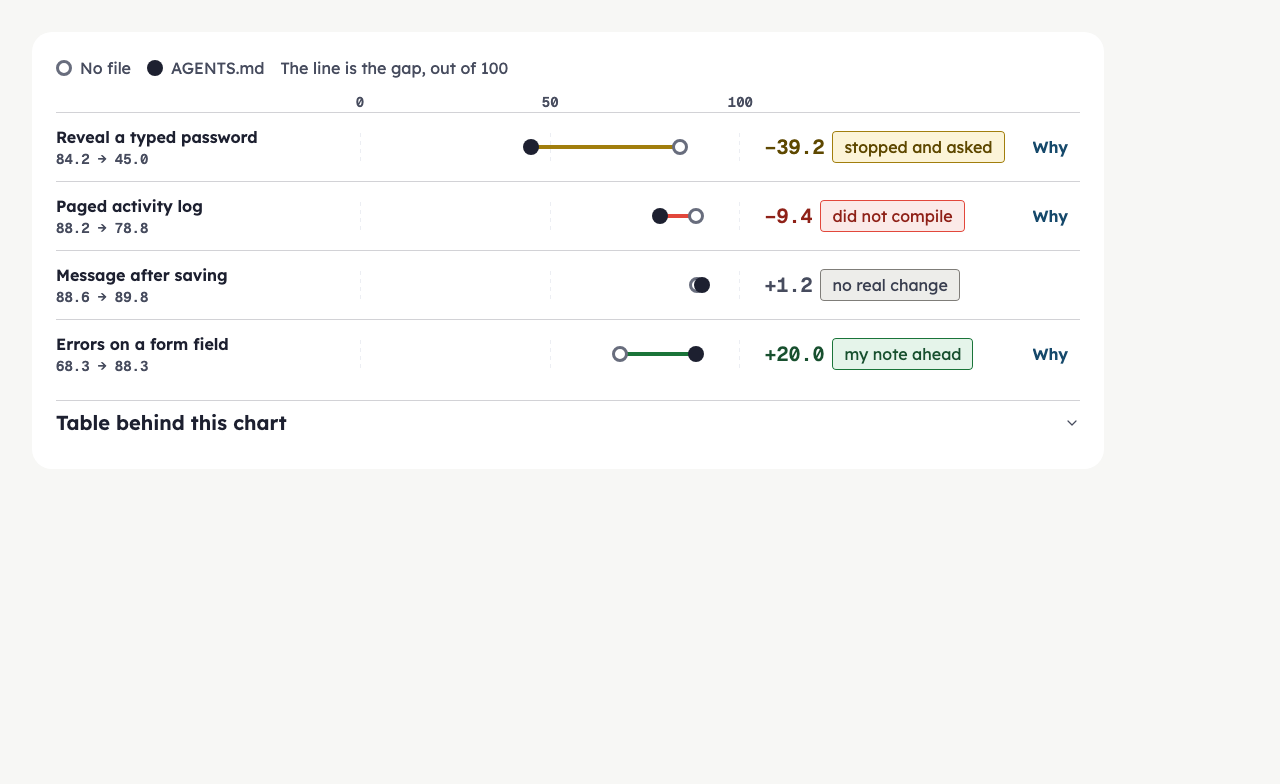 No file AGENTS.md The line is the gap, out of 100
0 50 100
Reveal a typed password
84.2 → 45.0
−39.2 stopped and asked Why
Paged activity log
88.2 → 78.8
−9.4 did not compile Why
Message after saving
88.6 → 89.8
+1.2 no real change
Errors on a form field
68.3 → 88.3
+20.0 my note ahead Why
Table behind this chart